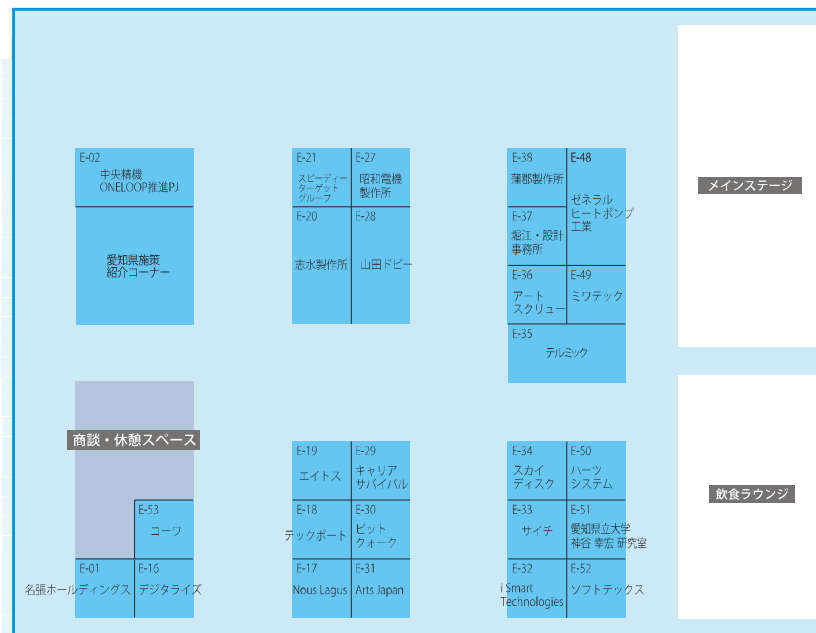 E-02
中央精機
ONELOOP推進PJ
愛知県施策
紹介コーナー
商談・休憩スペース
E-53
コーワ
E-01
名張ホールディングス
E-16
デジタライズ
E-21
スピーディー
ターゲット
グループ
E-27
昭和電機
製作所
E-20
志水製作所
E-28
山田ドビー
E-19
エイトス
E-29
キャリア
サバイバル
E-18
テックポート
E-30
ビット
クォーク
E-17
Nous Lagus
E-31
Arts Japan
E-38
蒲郡製作所
E-48
ゼネラル
ヒートポンプ
工業
E-37
堀江・設計
事務所
E-36
アート
スクリュー
E-49
ミワテック
E-35
テルミック
E-34
スカイ
ディスク
E-50
ハーツ
システム
E-33
サイチ
E-51
愛知県立大学
神谷 幸宏 研究室
E-32
i Smart
Technologies
E-52
ソフトテックス
メインステージ
飲食ラウンジ